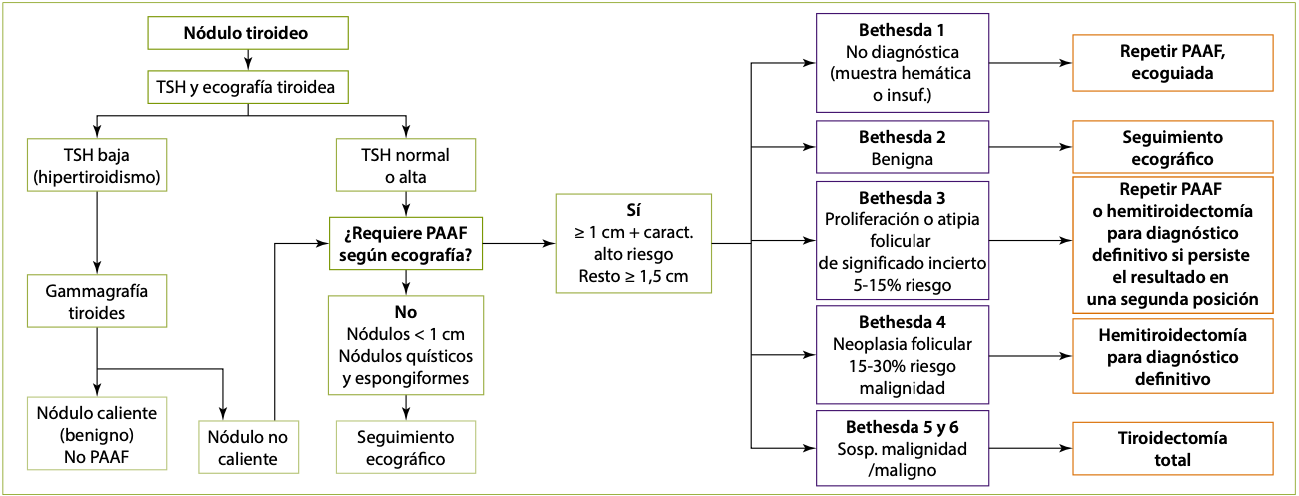 Nódulo tiroideo
TSH y ecografía tiroidea
TSH baja
(hipertiroidismo)
TSH normal
o alta
Gammagrafía
tiroides
Nódulo caliente
(benigno)
No PAAF
Nódulo no
caliente
¿Requiere PAAF
según ecografía?
No
Nódulos < 1 cm
Nódulos quísticos
y espongiformes
Seguimiento
ecográfico
Sí
≥ 1 cm + caract.
alto riesgo
Resto ≥ 1,5 cm
Bethesda 1
No diagnóstica
(muestra hemática
o insuf.)
Repetir PAAF,
ecoguiada
Bethesda 2
Benigna
Seguimiento
ecográfico
Bethesda 3
Proliferación o atipia
folicular
de significado incierto
5-15% riesgo
Repetir PAAF
o hemitiroidectomía
para diagnóstico
definitivo si persiste
el resultado en
una segunda posición
Bethesda 4
Neoplasia folicular
15-30% riesgo
malignidad
Hemitiroidectomía
para diagnóstico
definitivo
Bethesda 5 y 6
Sosp. malignidad
/maligno
Tiroidectomía
total